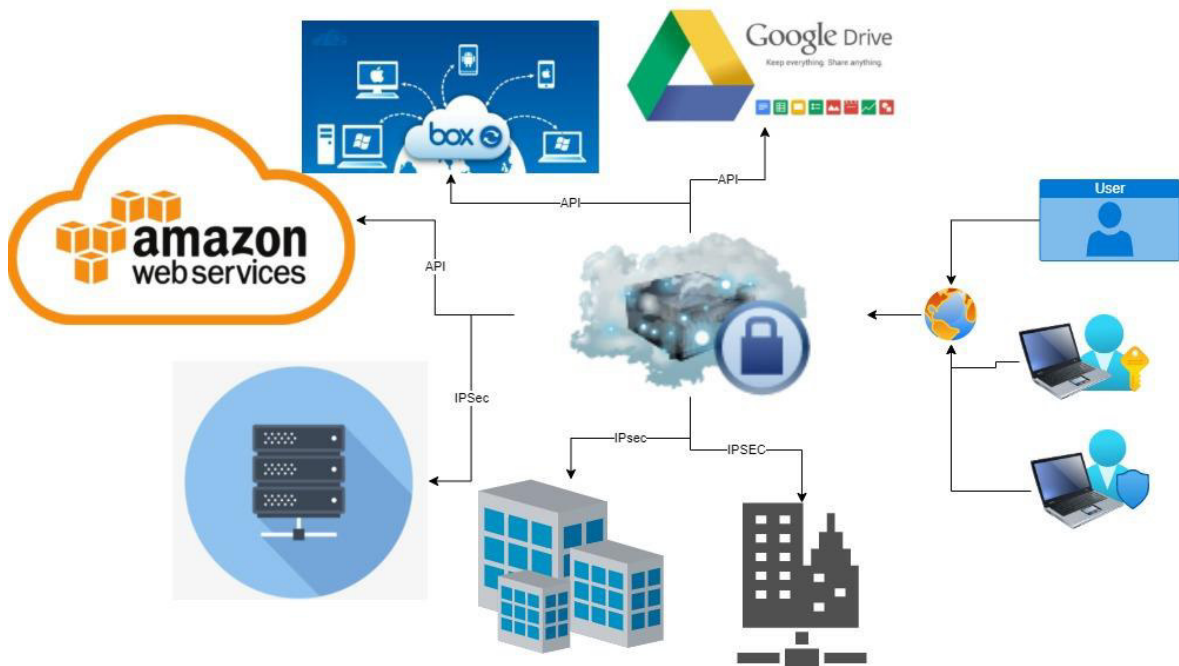 Google Drive
Keep everything. Share anything.
box
API
API
User
amazon
web services
API
IPSec
IPsec
IPSEC